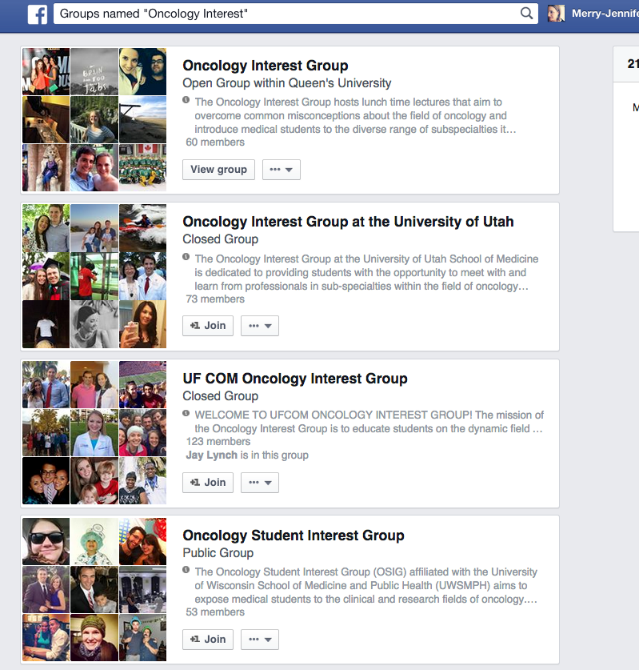 Groups named "Oncology Interest"
Merry-Jennife
Oncology Interest Group
Open Group within Queen's University
The Oncology Interest Group hosts lunch time lectures that aim to
overcome common misconceptions about the field of oncology and
introduce medical students to the diverse range of subspecialties it...
60 members
View group
Oncology Interest Group at the University of Utah
Closed Group
The Oncology Interest Group at the University of Utah School of Medicine
is dedicated to providing students with the opportunity to meet with and
learn from professionals in sub-specialties within the field of oncology...
73 members
+1 Join
UF COM Oncology Interest Group
Closed Group
WELCOME TO UFCOM ONCOLOGY INTEREST GROUP! The mission of
the Oncology Interest Group is to educate students on the dynamic field ...
123 members
Jay Lynch is in this group
+1 Join
Oncology Student Interest Group
Public Group
The Oncology Student Interest Group (OSIG) affiliated with the University
of Wisconsin School of Medicine and Public Health (UWSMPH) aims to
expose medical students to the clinical and research fields of oncology....
53 members
+1 Join
21
M